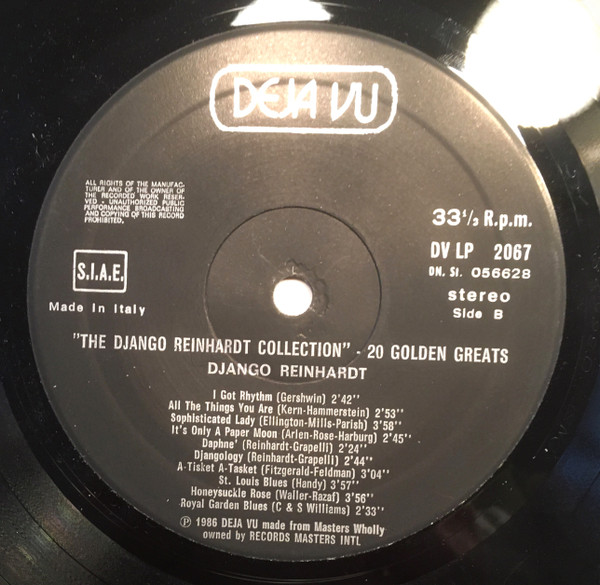 DEJA VU
ALL RIGHTS OF THE MANUFAC-
TURER AND OF THE OWNER OF
THE RECORDED WORK RESER-
VED - UNAUTHORIZED PUBLIC
PERFORMANCE BROADCASTING
AND COPYING OF THIS RECORD
PROHIBITED.
S.I.A.E.
Made In Italy
33 1/3 R.p.m.
DV LP 2067
DN. SI. 056628
stereo
Side B
"THE DJANGO REINHARDT COLLECTION" - 20 GOLDEN GREATS
DJANGO REINHARDT
I Got Rhythm (Gershwin) 2'42''
All The Things You Are (Kern-Hammerstein) 2'53''
Sophisticated Lady (Ellington-Mills-Parish) 3'58''
It's Only A Paper Moon (Arlen-Rose-Harburg) 2'45''
Daphne' (Reinhardt-Grapelli) 2'24''
Djangology (Reinhardt-Grapelli) 2'44''
A-Tisket A-Tasket (Fitzgerald-Feldman) 3'04''
St. Louis Blues (Handy) 3'57''
Honeysuckle Rose (Waller-Razaf) 3'56''
Royal Garden Blues (C & S Williams) 2'33''
℗ 1986 DEJA VU made from Masters Wholly
owned by RECORDS MASTERS INTL